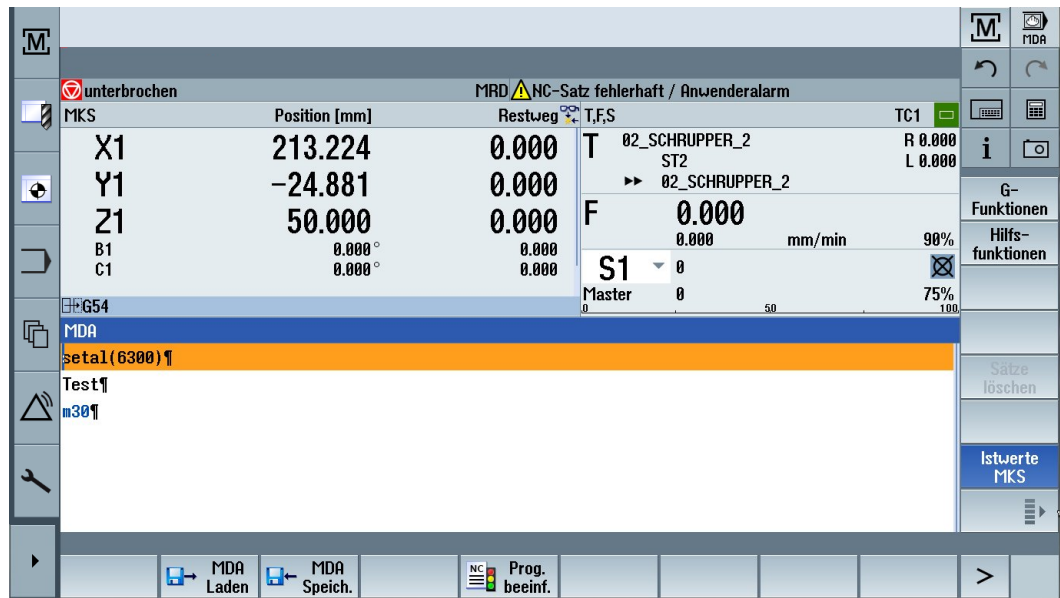 M
M
MDA
unterbrochen
MRD NC-Satz fehlerhaft / Anwenderalarm
MKS Position [mm] Restweg
X1 213.224 0.000
Y1 -24.881 0.000
Z1 50.000 0.000
B1 0.000° 0.000
C1 0.000° 0.000
G54
T,F,S TC1
T 02_SCHRUPPER_2 R 0.000
ST2 L 0.000
02_SCHRUPPER_2
F 0.000
0.000 mm/min 90%
S1 0
Master 0 75%
0 50 100
MDA
setal(6300)¶
Test¶
m30¶
i
G-
Funktionen
Hilfs-
funktionen
Sätze
löschen
Istwerte
MKS
MDA
Laden
MDA
Speich.
NC
Prog.
beeinf.
>